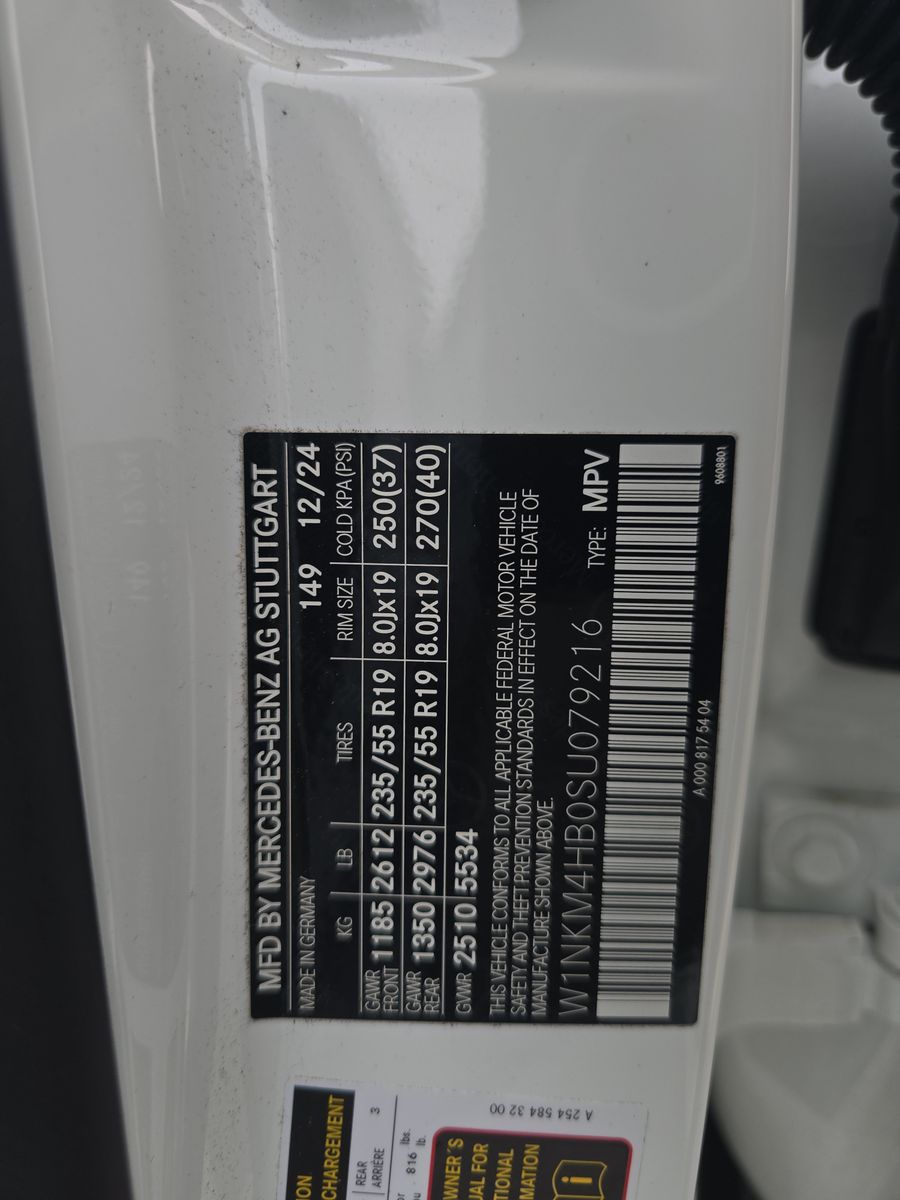 MFD BY MERCEDES-BENZ AG STUTTGART
MADE IN GERMANY 149 12/24
KG LB TIRES RIM SIZE COLD KPA(PSI)
GAWR FRONT 1185 2612 235/55 R19 8.0Jx19 250(37)
GAWR REAR 1350 2976 235/55 R19 8.0Jx19 270(40)
GVWR 2510 5534
THIS VEHICLE CONFORMS TO ALL APPLICABLE FEDERAL MOTOR VEHICLE
SAFETY AND THEFT PREVENTION STANDARDS IN EFFECT ON THE DATE OF
MANUFACTURE SHOWN ABOVE.
W1NKM4HB0SU079216 TYPE: MPV
A 000 817 54 04 9608801
CHARGEMENT
REAR
ARRIÈRE 3
816 lbs.
lb.
A 254 584 32 00